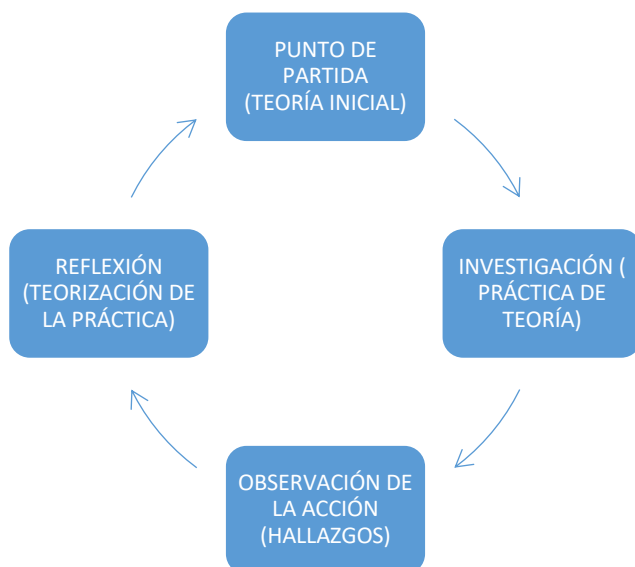 PUNTO DE
PARTIDA
(TEORÍA INICIAL)
INVESTIGACIÓN (
PRÁCTICA DE
TEORÍA)
OBSERVACIÓN DE
LA ACCIÓN
(HALLAZGOS)
REFLEXIÓN
(TEORIZACIÓN DE
LA PRÁCTICA)